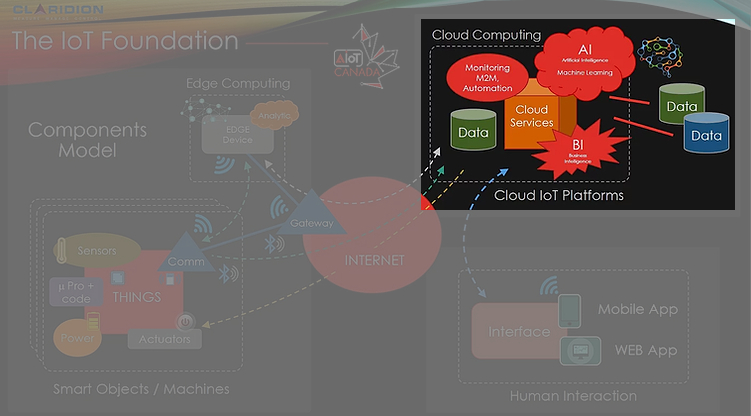 CLARIDION
The IoT Foundation
AIoT
CANADA
Cloud Computing
AI
Artificial Intelligence
Machine Learning
Monitoring
M2M,
Automation
Cloud
Services
Data
Data
Data
BI
Business
Intelligence
Cloud IoT Platforms
Edge Computing
Analytic
EDGE
Device
Components
Model
Gateway
INTERNET
Sensors
Comm
µ Pro +
code
THINGS
Power
Actuators
Smart Objects / Machines
Interface
Mobile App
WEB App
Human Interaction